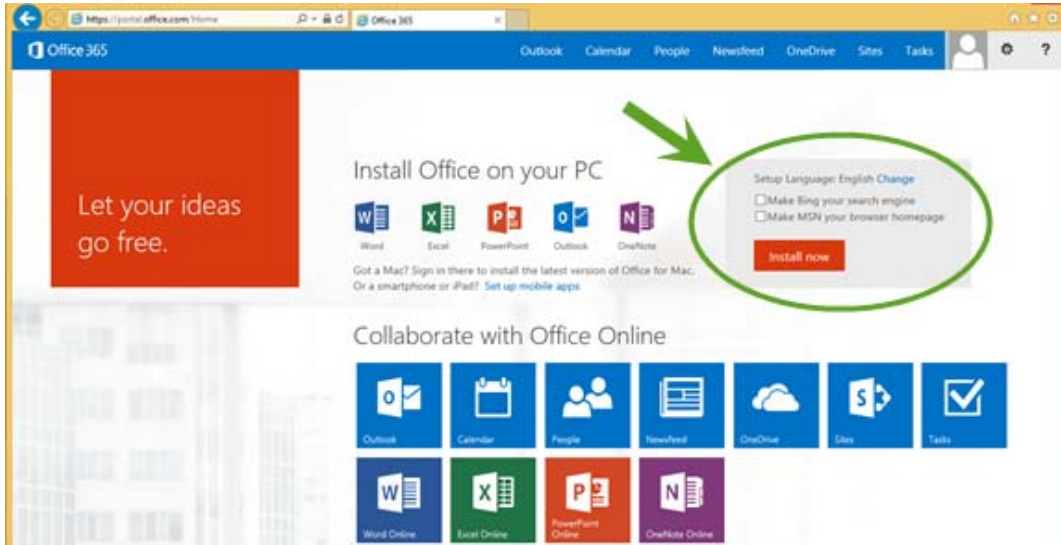 https://portal.office.com/Home
Office 365
Office 365
Outlook Calendar People Newsfeed OneDrive Sites Tasks
?
Let your ideas
go free.
Install Office on your PC
Word Excel PowerPoint Outlook OneNote
Got a Mac? Sign in there to install the latest version of Office for Mac.
Or a smartphone or iPad? Set up mobile apps
Setup Language: English Change
Make Bing your search engine
Make MSN your browser homepage
Install now
Collaborate with Office Online
Outlook Calendar People Newsfeed OneDrive Sites Tasks
Word Online Excel Online PowerPoint
Online OneNote Online